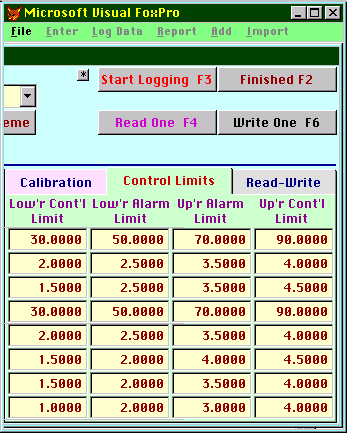 Microsoft Visual FoxPro
File Enter Log Data Report Add Import
* Start Logging F3 Finished F2
eme Read One F4 Write One F6
Calibration Control Limits Read-Write
Low'r Cont'l Low'r Alarm Up'r Alarm Up'r Cont'l
Limit Limit Limit Limit
30.0000 50.0000 70.0000 90.0000
2.0000 2.5000 3.5000 4.0000
1.5000 2.5000 3.5000 4.5000
30.0000 50.0000 70.0000 90.0000
2.0000 2.5000 3.5000 4.0000
1.5000 2.0000 4.0000 4.5000
1.5000 2.0000 3.5000 4.0000
1.0000 2.0000 3.0000 4.0000